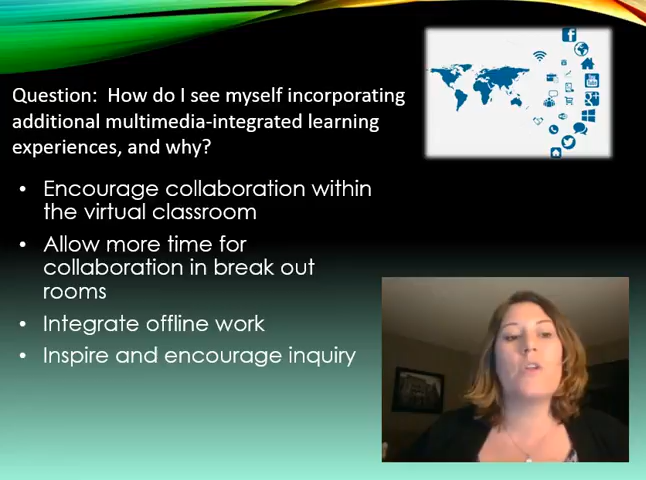 Question:  How do I see myself incorporating
additional multimedia-integrated learning
experiences, and why?
• Encourage collaboration within
the virtual classroom
• Allow more time for
collaboration in break out
rooms
• Integrate offline work
• Inspire and encourage inquiry